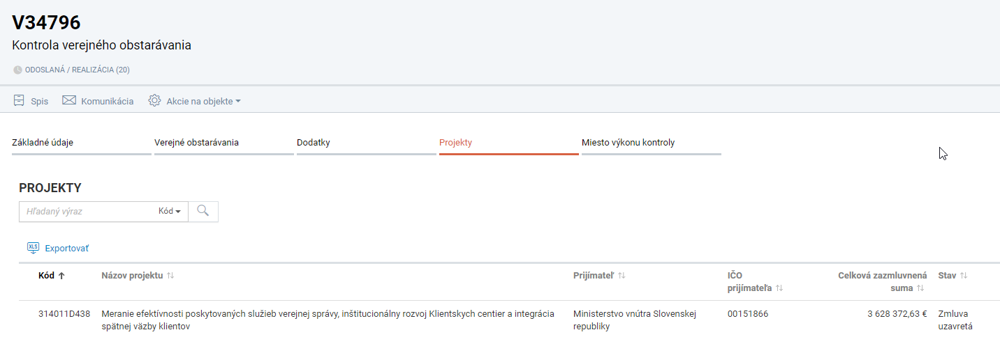 V34796
Kontrola verejného obstarávania
ODOSLANÁ / REALIZÁCIA (20)
Spis Komunikácia Akcie na objekte
Základné údaje Verejné obstarávania Dodatky Projekty Miesto výkonu kontroly
PROJEKTY
Hľadaný výraz Kód
XLS Exportovať
Kód Názov projektu Prijímateľ IČO prijímateľa Celková zazmluvnená suma Stav
314011D438 Meranie efektívnosti poskytovaných služieb verejnej správy, inštitucionálny rozvoj Klientskych centier a integrácia Ministerstvo vnútra Slovenskej 00151866 3 628 372,63 € Zmluva
spätnej väzby klientov republiky uzavretá